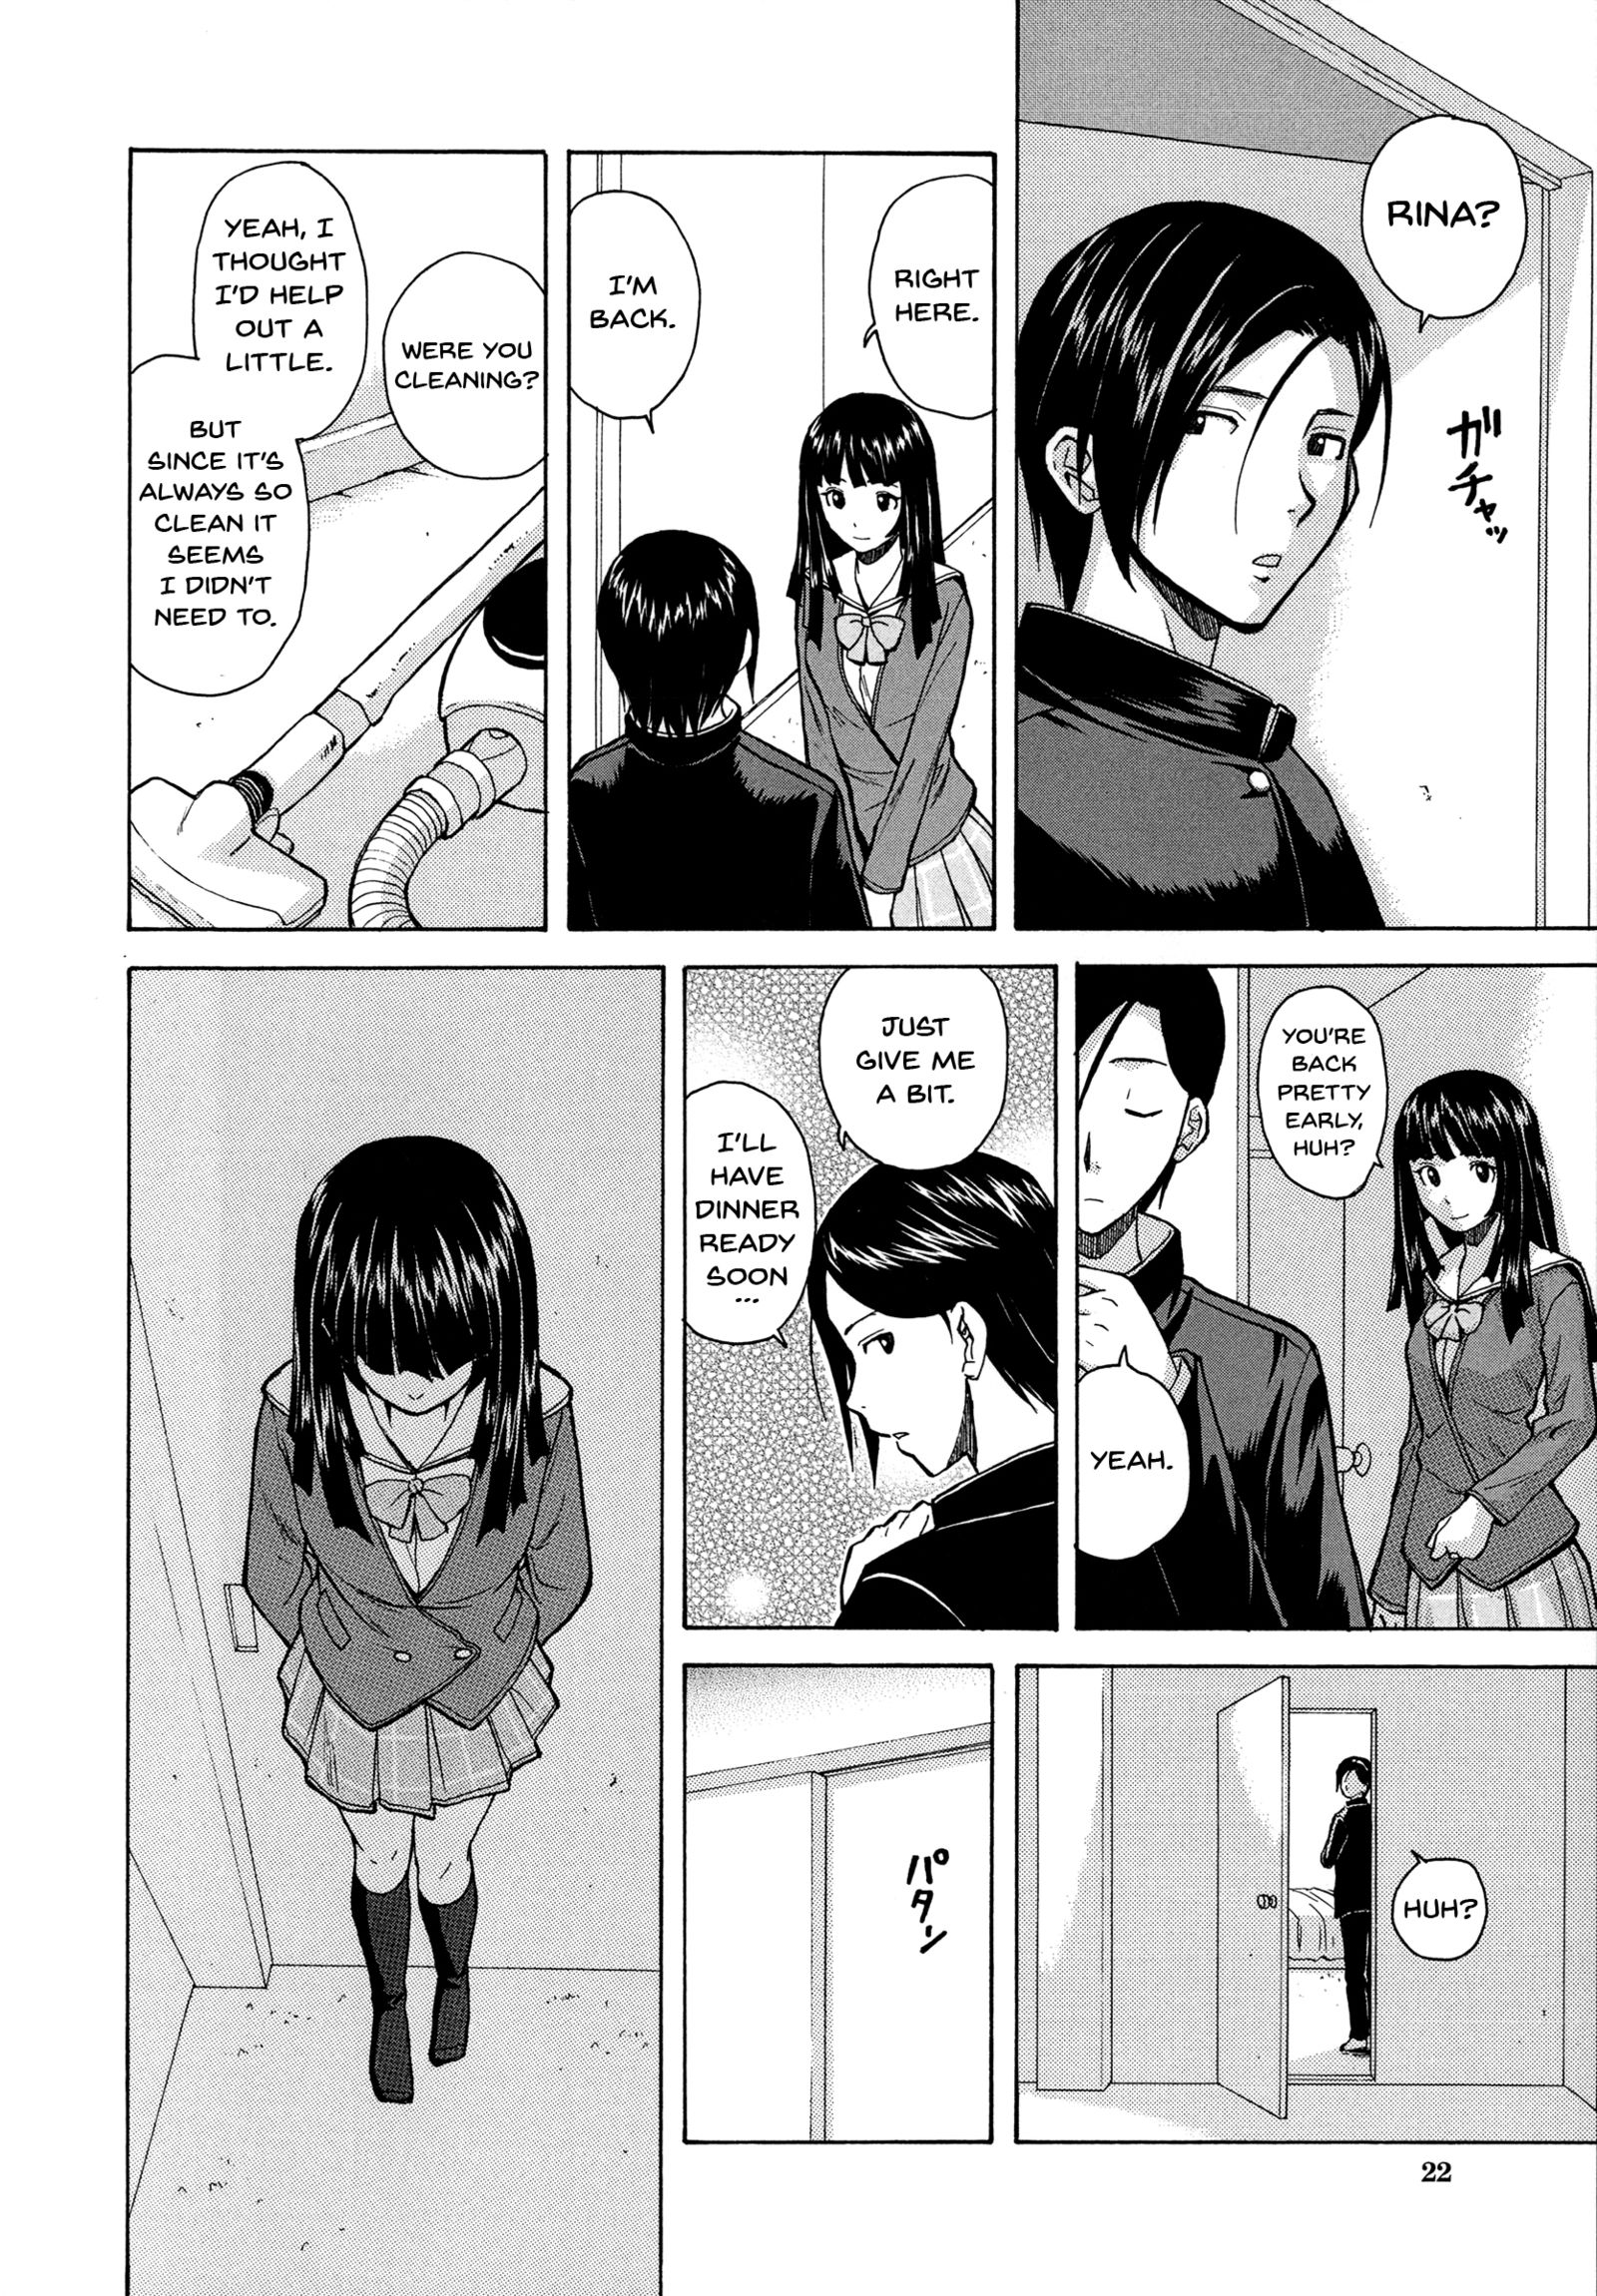 RINA?
ガチャッ
RIGHT
HERE.
I'M
BACK.
WERE YOU
CLEANING?
YEAH, I
THOUGHT
I'D HELP
OUT A
LITTLE.
BUT
SINCE IT'S
ALWAYS SO
CLEAN IT
SEEMS
I DIDN'T
NEED TO.
YOU'RE
BACK
PRETTY
EARLY,
HUH?
YEAH.
JUST
GIVE ME
A BIT.
I'LL
HAVE
DINNER
READY
SOON
...
HUH?
パタン
22